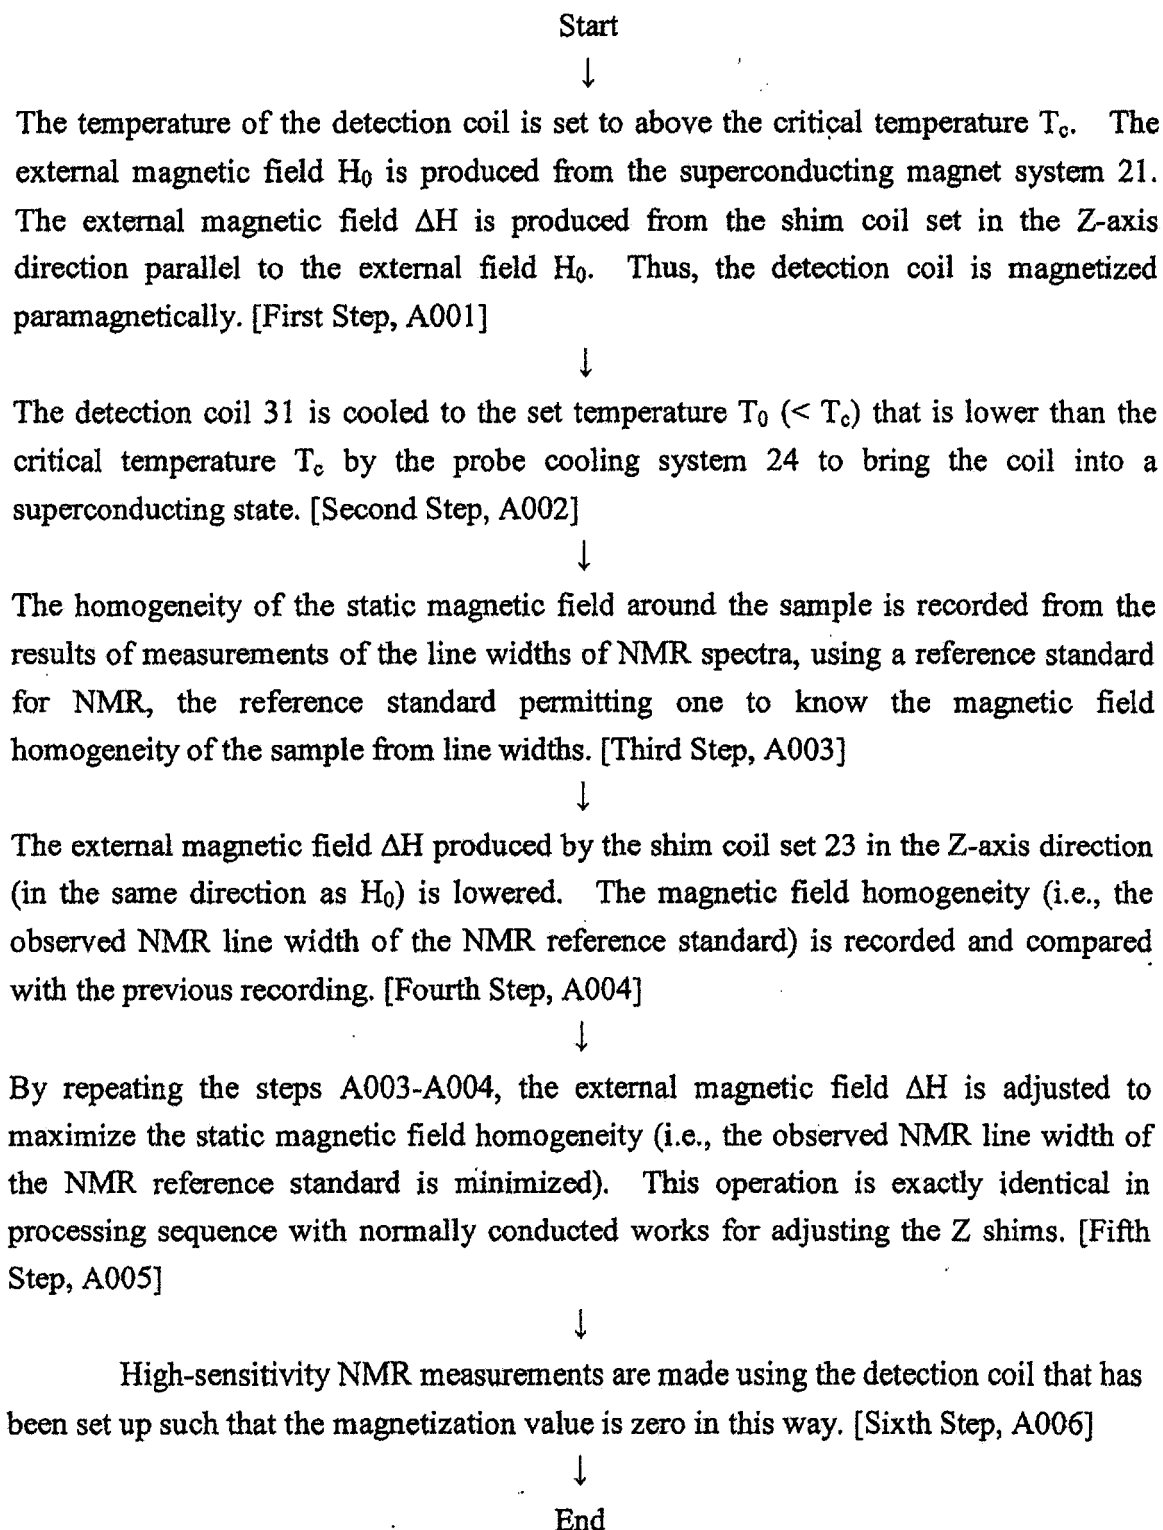 Start
↓
The temperature of the detection coil is set to above the critical temperature Tc. The
external magnetic field H0 is produced from the superconducting magnet system 21.
The external magnetic field ΔH is produced from the shim coil set in the Z-axis
direction parallel to the external field H0. Thus, the detection coil is magnetized
paramagnetically. [First Step, A001]
↓
The detection coil 31 is cooled to the set temperature T0 (< Tc) that is lower than the
critical temperature Tc by the probe cooling system 24 to bring the coil into a
superconducting state. [Second Step, A002]
↓
The homogeneity of the static magnetic field around the sample is recorded from the
results of measurements of the line widths of NMR spectra, using a reference standard
for NMR, the reference standard permitting one to know the magnetic field
homogeneity of the sample from line widths. [Third Step, A003]
↓
The external magnetic field ΔH produced by the shim coil set 23 in the Z-axis direction
(in the same direction as H0) is lowered. The magnetic field homogeneity (i.e., the
observed NMR line width of the NMR reference standard) is recorded and compared
with the previous recording. [Fourth Step, A004]
↓
By repeating the steps A003-A004, the external magnetic field ΔH is adjusted to
maximize the static magnetic field homogeneity (i.e., the observed NMR line width of
the NMR reference standard is minimized). This operation is exactly identical in
processing sequence with normally conducted works for adjusting the Z shims. [Fifth
Step, A005]
↓
High-sensitivity NMR measurements are made using the detection coil that has
been set up such that the magnetization value is zero in this way. [Sixth Step, A006]
↓
End